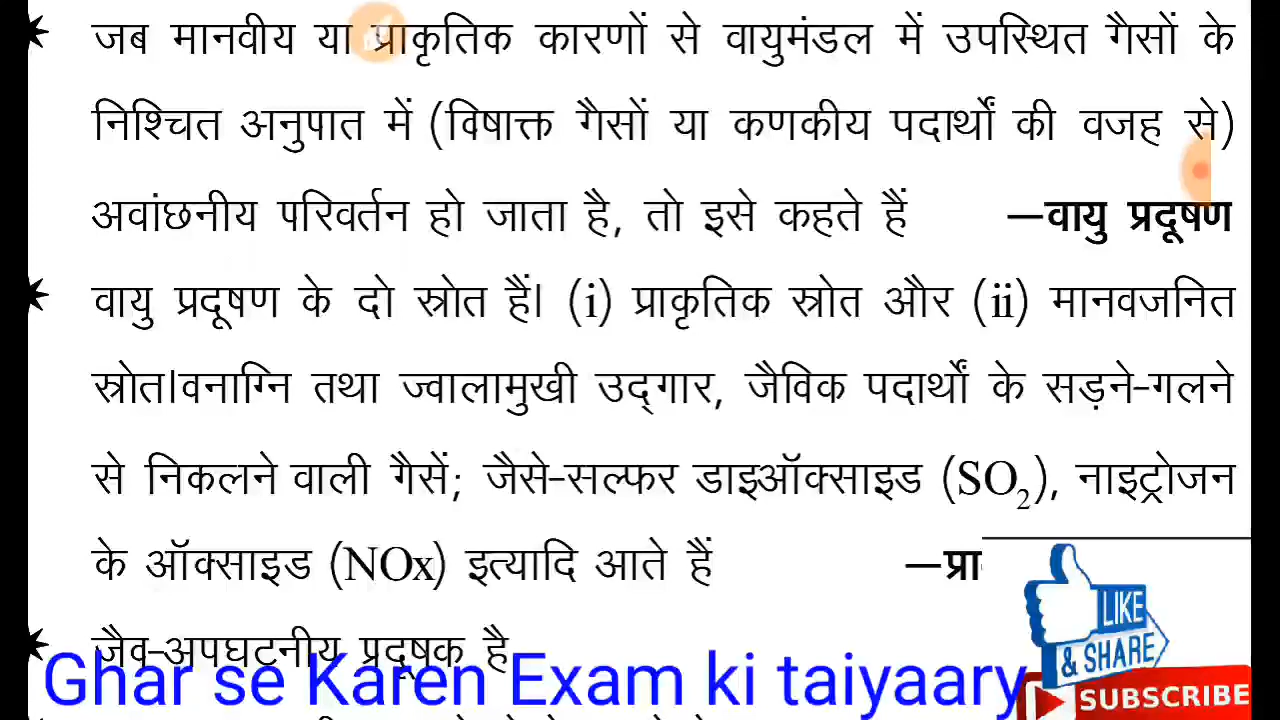 जब मानवीय या प्राकृतिक कारणों से वायुमंडल में उपस्थित गैसों के
निश्चित अनुपात में (विषाक्त गैसों या कणकीय पदार्थों की वजह से)
अवांछनीय परिवर्तन हो जाता है, तो इसे कहते हैं —वायु प्रदूषण
वायु प्रदूषण के दो स्रोत हैं। (i) प्राकृतिक स्रोत और (ii) मानवजनित
स्रोत।वनाग्नि तथा ज्वालामुखी उद्‌गार, जैविक पदार्थों के सड़ने-गलने
से निकलने वाली गैसें; जैसे-सल्फर डाइऑक्साइड (SO₂), नाइट्रोजन
के ऑक्साइड (NOx) इत्यादि आते हैं —प्रा
जैव-अपघटनीय प्रदूषक है
Ghar se Karen Exam ki taiyaary
LIKE
& SHARE
SUBSCRIBE